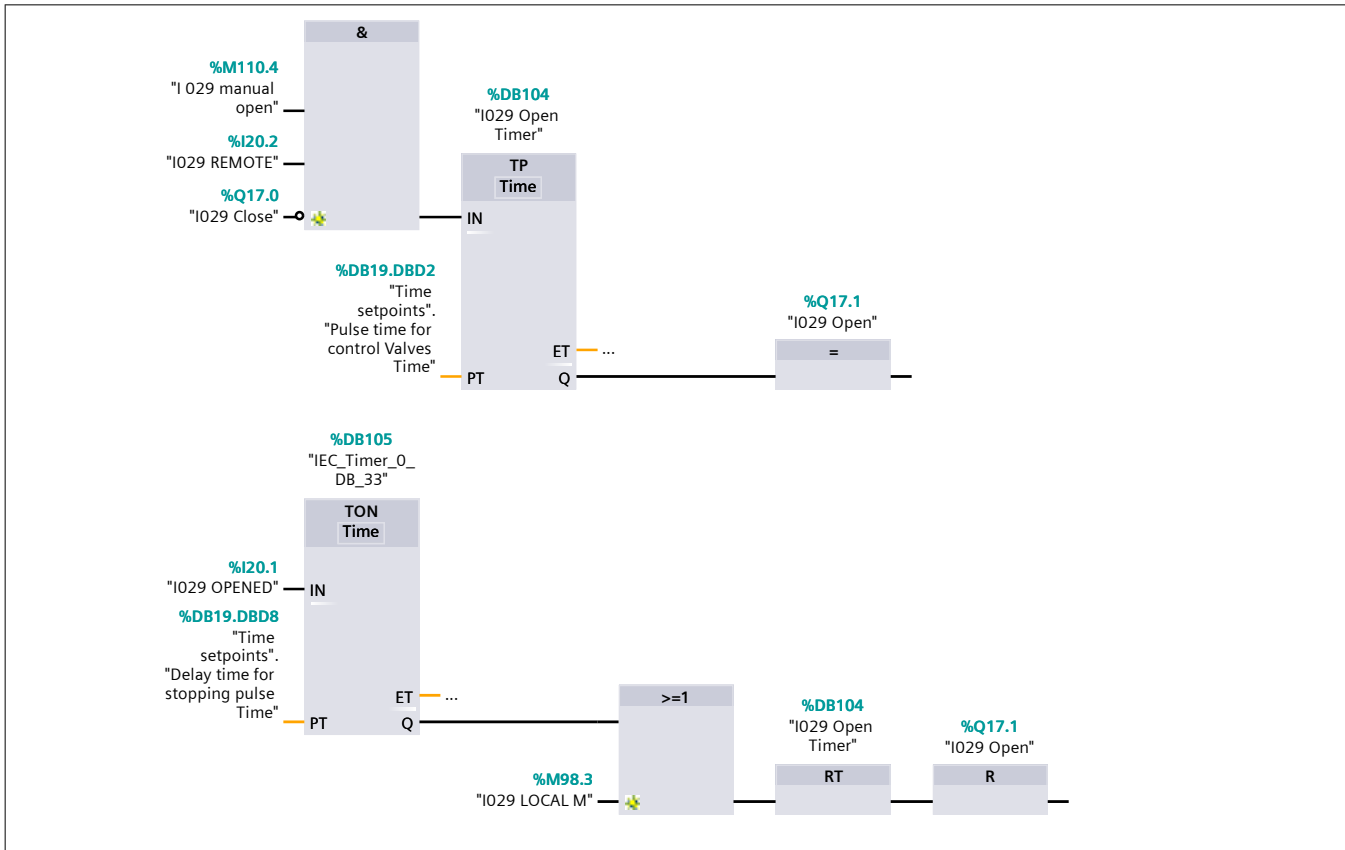 &
%M110.4
"I 029 manual
open"
%I20.2
"I029 REMOTE"
%Q17.0
"I029 Close"
%DB104
"I029 Open
Timer"
TP
Time
IN
%DB19.DBD2
"Time
setpoints".
"Pulse time for
control Valves
Time"
PT
ET
...
Q
%Q17.1
"I029 Open"
=
%DB105
"IEC_Timer_0_
DB_33"
TON
Time
%I20.1
"I029 OPENED"
IN
%DB19.DBD8
"Time
setpoints".
"Delay time for
stopping pulse
Time"
PT
ET
...
Q
>=1
%M98.3
"I029 LOCAL M"
%DB104
"I029 Open
Timer"
RT
%Q17.1
"I029 Open"
R